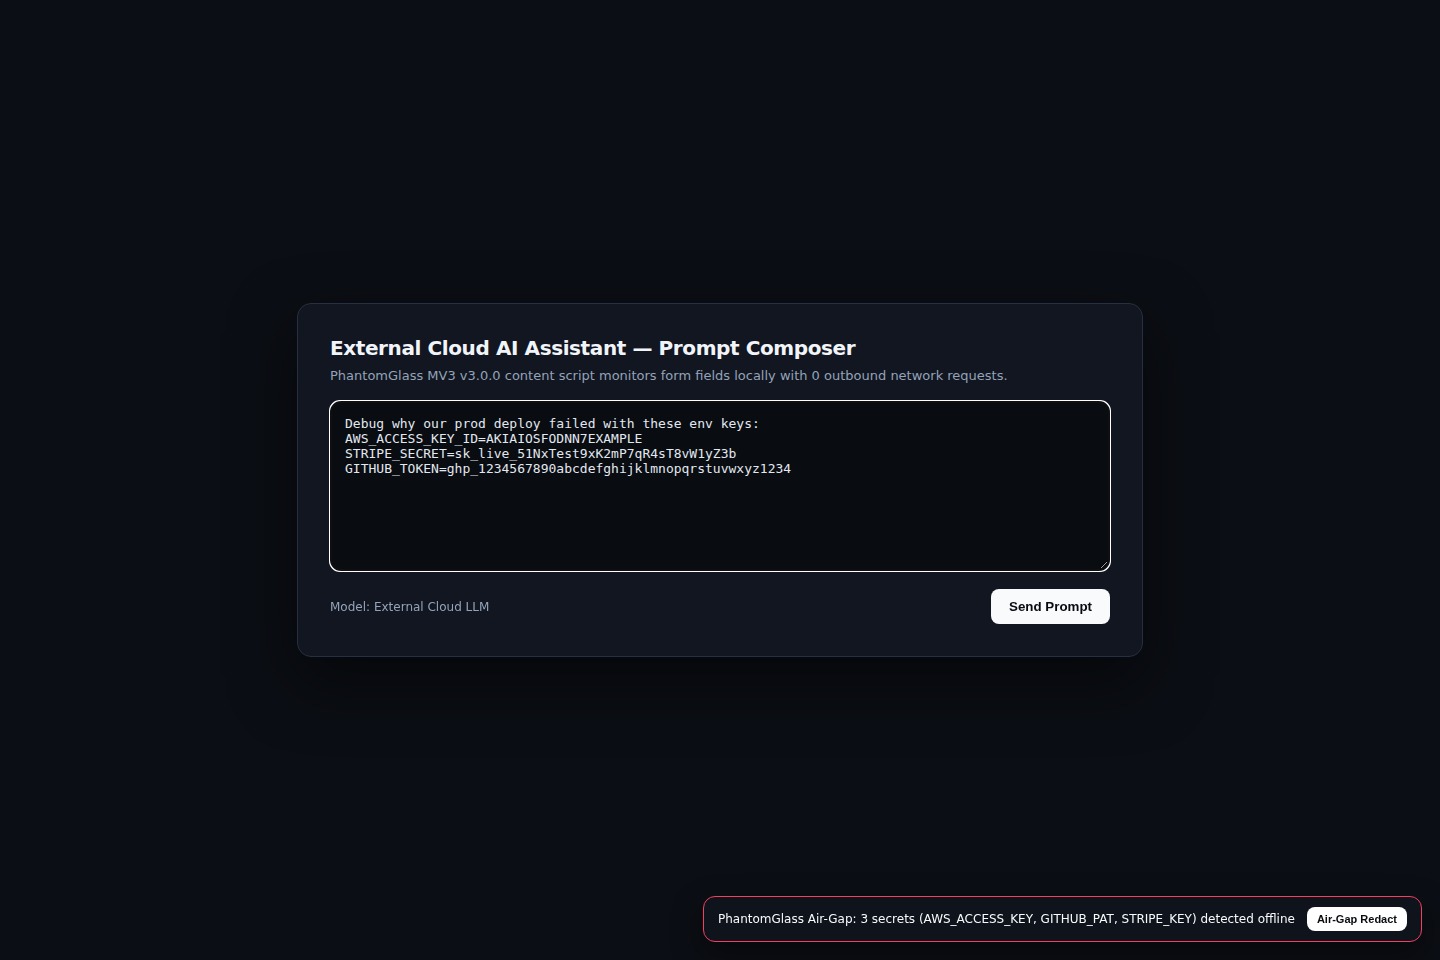 External Cloud AI Assistant — Prompt Composer
PhantomGlass MV3 v3.0.0 content script monitors form fields locally with 0 outbound network requests.
Debug why our prod deploy failed with these env keys:
AWS_ACCESS_KEY_ID=AKIAIOSFODNN7EXAMPLE
STRIPE_SECRET=sk_live_51NxTest9xK2mP7qR4sT8vW1yZ3b
GITHUB_TOKEN=ghp_1234567890abcdefghijklmnopqrstuvwxyz1234
Model: External Cloud LLM
Send Prompt
PhantomGlass Air-Gap: 3 secrets (AWS_ACCESS_KEY, GITHUB_PAT, STRIPE_KEY) detected offline
Air-Gap Redact